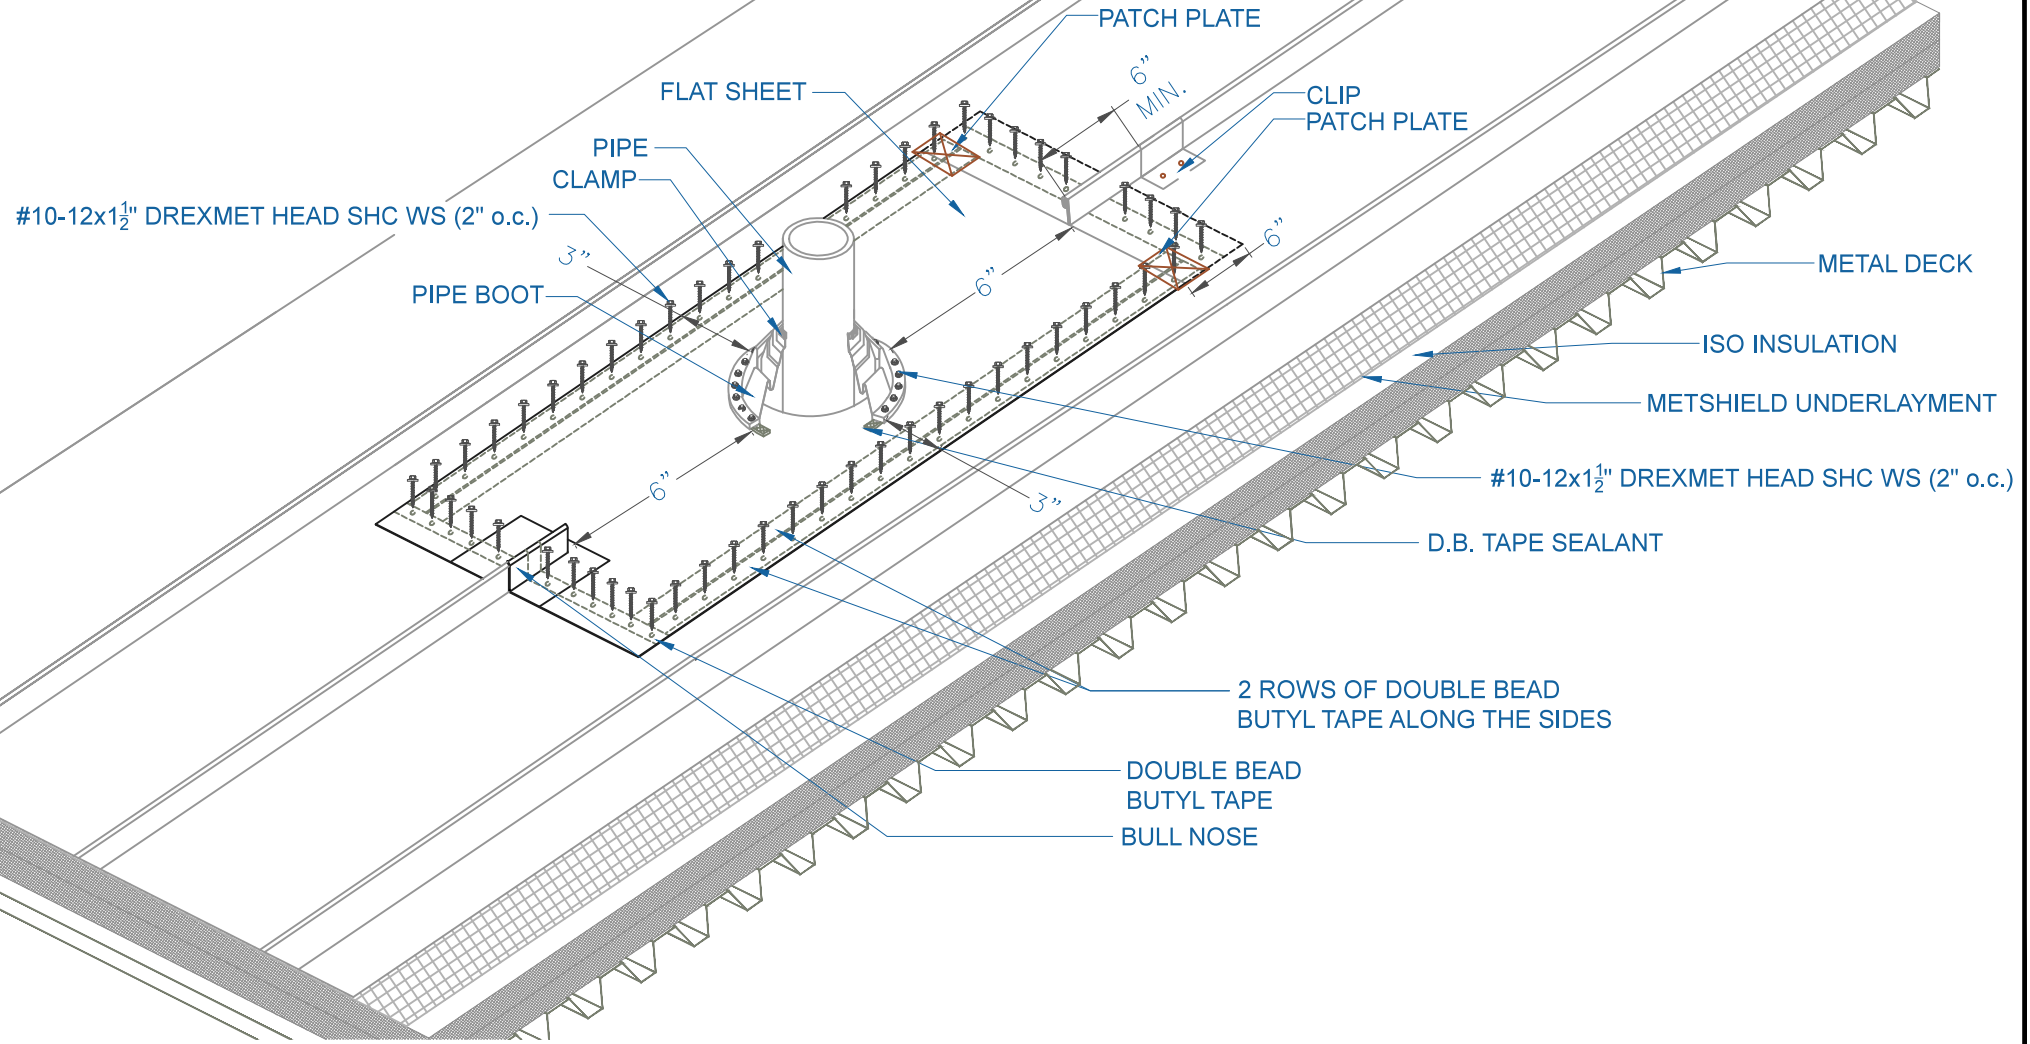 PATCH PLATE
FLAT SHEET
6”
MIN.
CLIP
PATCH PLATE
PIPE
CLAMP
#10-12x1½" DREXMET HEAD SHC WS (2" o.c.)
3”
6”
6”
PIPE BOOT
METAL DECK
ISO INSULATION
METSHIELD UNDERLAYMENT
#10-12x1½" DREXMET HEAD SHC WS (2" o.c.)
6”
3”
D.B. TAPE SEALANT
2 ROWS OF DOUBLE BEAD
BUTYL TAPE ALONG THE SIDES
DOUBLE BEAD
BUTYL TAPE
BULL NOSE